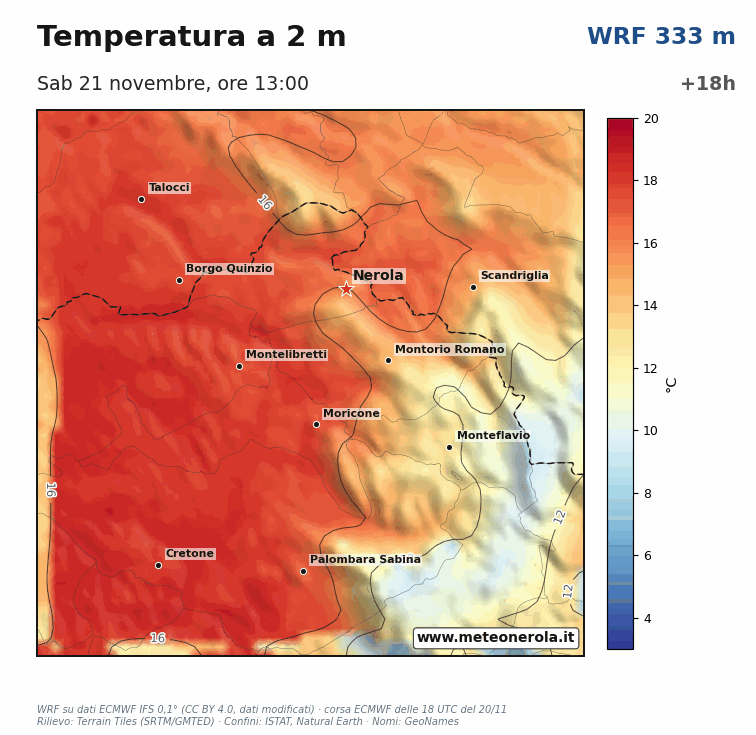 Temperatura a 2 m
WRF 333 m
Sab 21 novembre, ore 13:00
+18h
Talocci
16
Borgo Quinzio
Nerola
Scandriglia
Montelibretti
Montorio Romano
Moricone
Monteflavio
16
12
Cretone
Palombara Sabina
12
16
www.meteonerola.it
20
18
16
14
12
10
8
6
4
°C
WRF su dati ECMWF IFS 0,1° (CC BY 4.0, dati modificati) · corsa ECMWF delle 18 UTC del 20/11
Rilievo: Terrain Tiles (SRTM/GMTED) · Confini: ISTAT, Natural Earth · Nomi: GeoNames